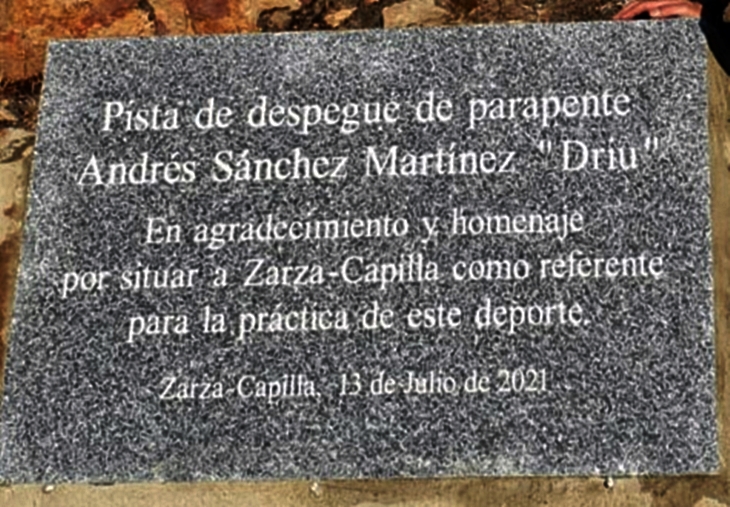 Pista de despegue de parapente
Andrés Sánchez Martínez "Driu"
En agradecimiento y homenaje
por situar a Zarza-Capilla como referente
para la práctica de este deporte.
Zarza-Capilla, 13 de Julio de 2021